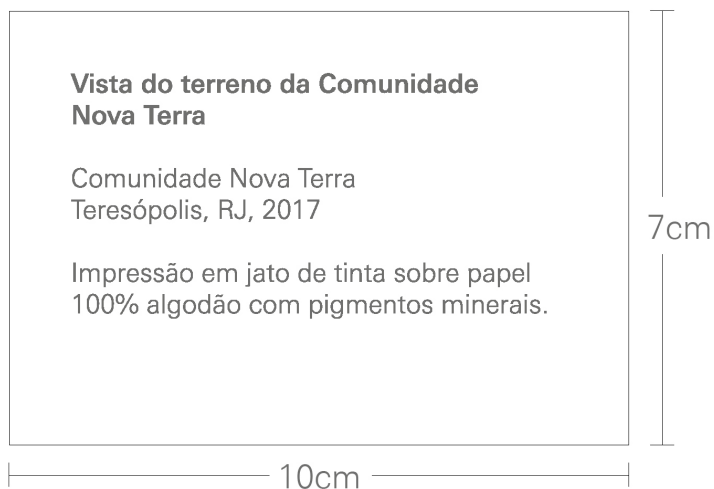 Vista do terreno da Comunidade
Nova Terra
Comunidade Nova Terra
Teresópolis, RJ, 2017
Impressão em jato de tinta sobre papel
100% algodão com pigmentos minerais.
7cm
10cm